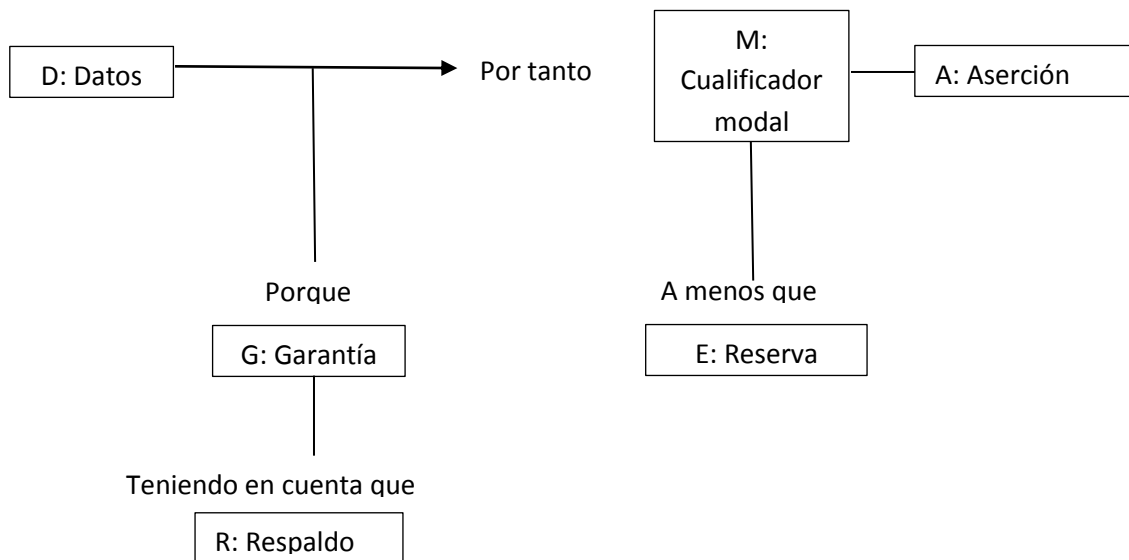 D: Datos
Por tanto
M:
Cualificador
modal
A: Aserción
Porque
A menos que
G: Garantía
E: Reserva
Teniendo en cuenta que
R: Respaldo